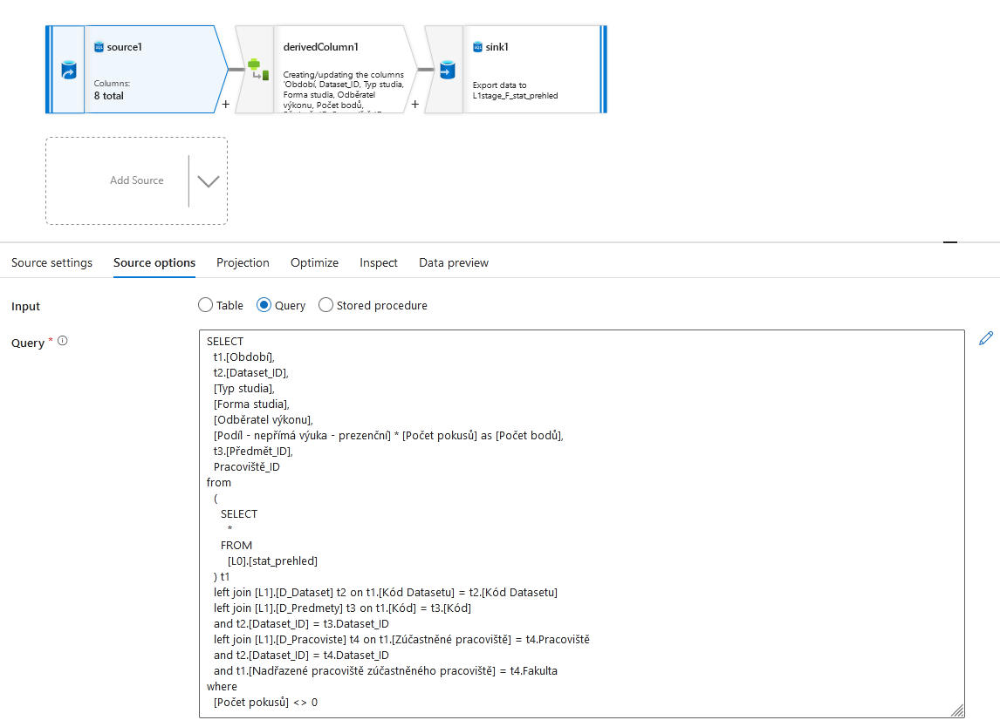 source1
Columns:
8 total
+
derivedColumn1
Creating/updating the columns
'Období, Dataset_ID, Typ studia,
Forma studia, Odběratel
výkonu, Počet bodů,
+
sink1
Export data to
L1stage_F_stat_prehled
Add Source
Source settings
Source options
Projection
Optimize
Inspect
Data preview
Input
Table
Query
Stored procedure
Query *
SELECT
t1.[Období],
t2.[Dataset_ID],
[Typ studia],
[Forma studia],
[Odběratel výkonu],
[Podíl - nepřímá výuka - prezenční] * [Počet pokusů] as [Počet bodů],
t3.[Předmět_ID],
Pracoviště_ID
from
(
SELECT
*
FROM
[L0].[stat_prehled]
) t1
left join [L1].[D_Dataset] t2 on t1.[Kód Datasetu] = t2.[Kód Datasetu]
left join [L1].[D_Predmety] t3 on t1.[Kód] = t3.[Kód]
and t2.[Dataset_ID] = t3.Dataset_ID
left join [L1].[D_Pracoviste] t4 on t1.[Zúčastněné pracoviště] = t4.Pracoviště
and t2.[Dataset_ID] = t4.Dataset_ID
and t1.[Nadřazené pracoviště zúčastněného pracoviště] = t4.Fakulta
where
[Počet pokusů] <> 0